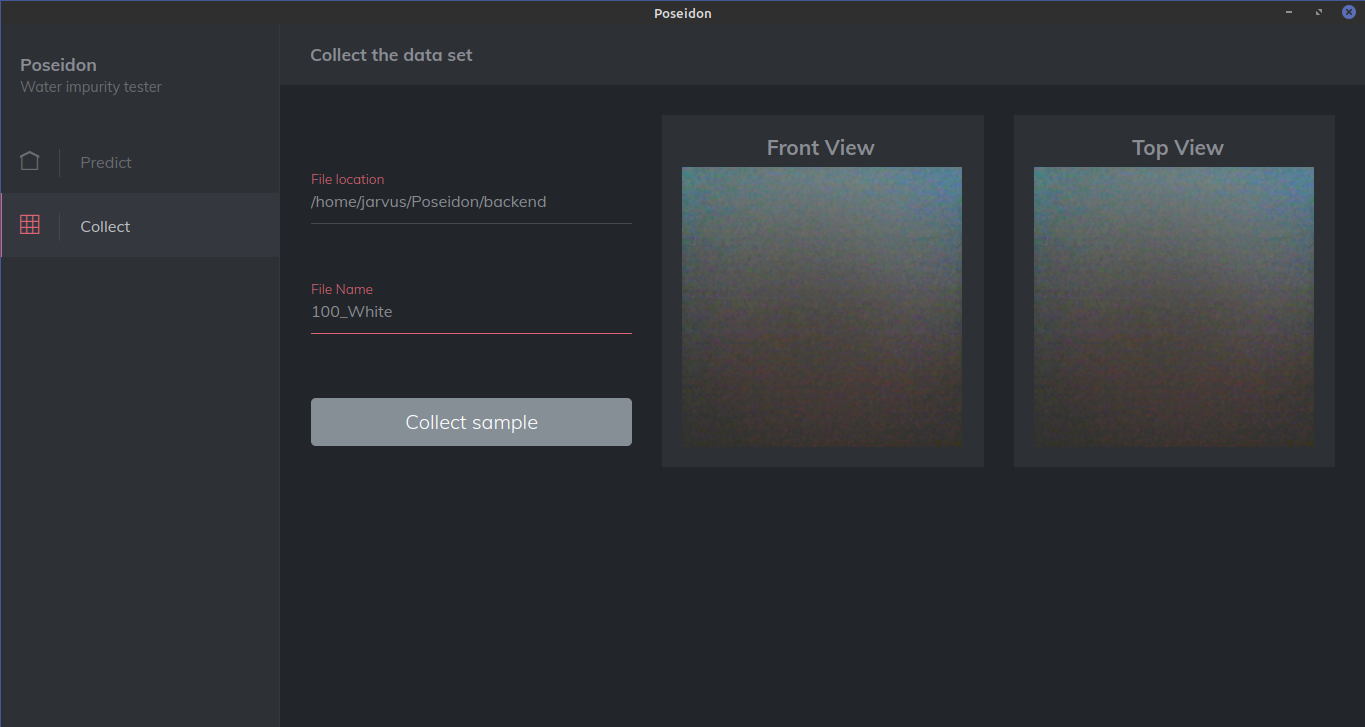 Poseidon
Poseidon
Water impurity tester
Predict
Collect
Collect the data set
File location
/home/jarvus/Poseidon/backend
File Name
100_White
Collect sample
Front View
Top View